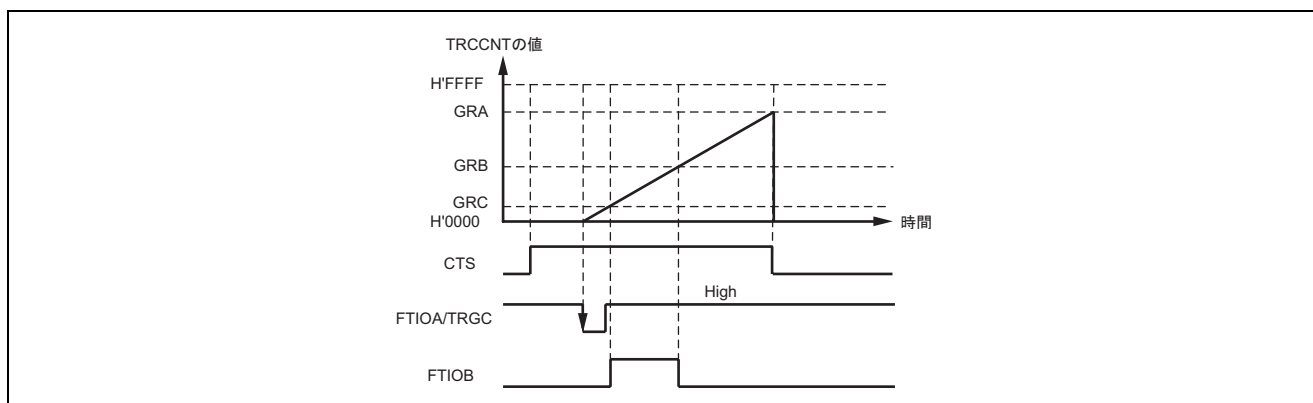 TRCCNTの値
H'FFFF
GRA
GRB
GRC
H'0000
時間
CTS
High
FTIOA/TRGC
FTIOB